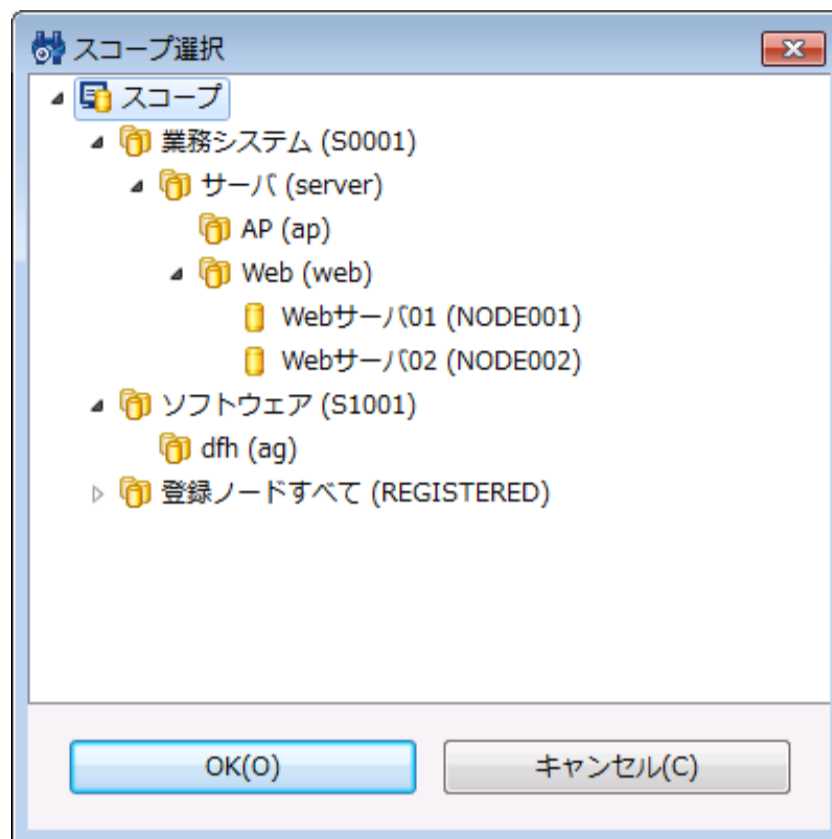 スコープ選択
スコープ
業務システム (S0001)
サーバ (server)
AP (ap)
Web (web)
Webサーバ01 (NODE001)
Webサーバ02 (NODE002)
ソフトウェア (S1001)
dfh (ag)
登録ノードすべて (REGISTERED)
OK(O)
キャンセル(C)